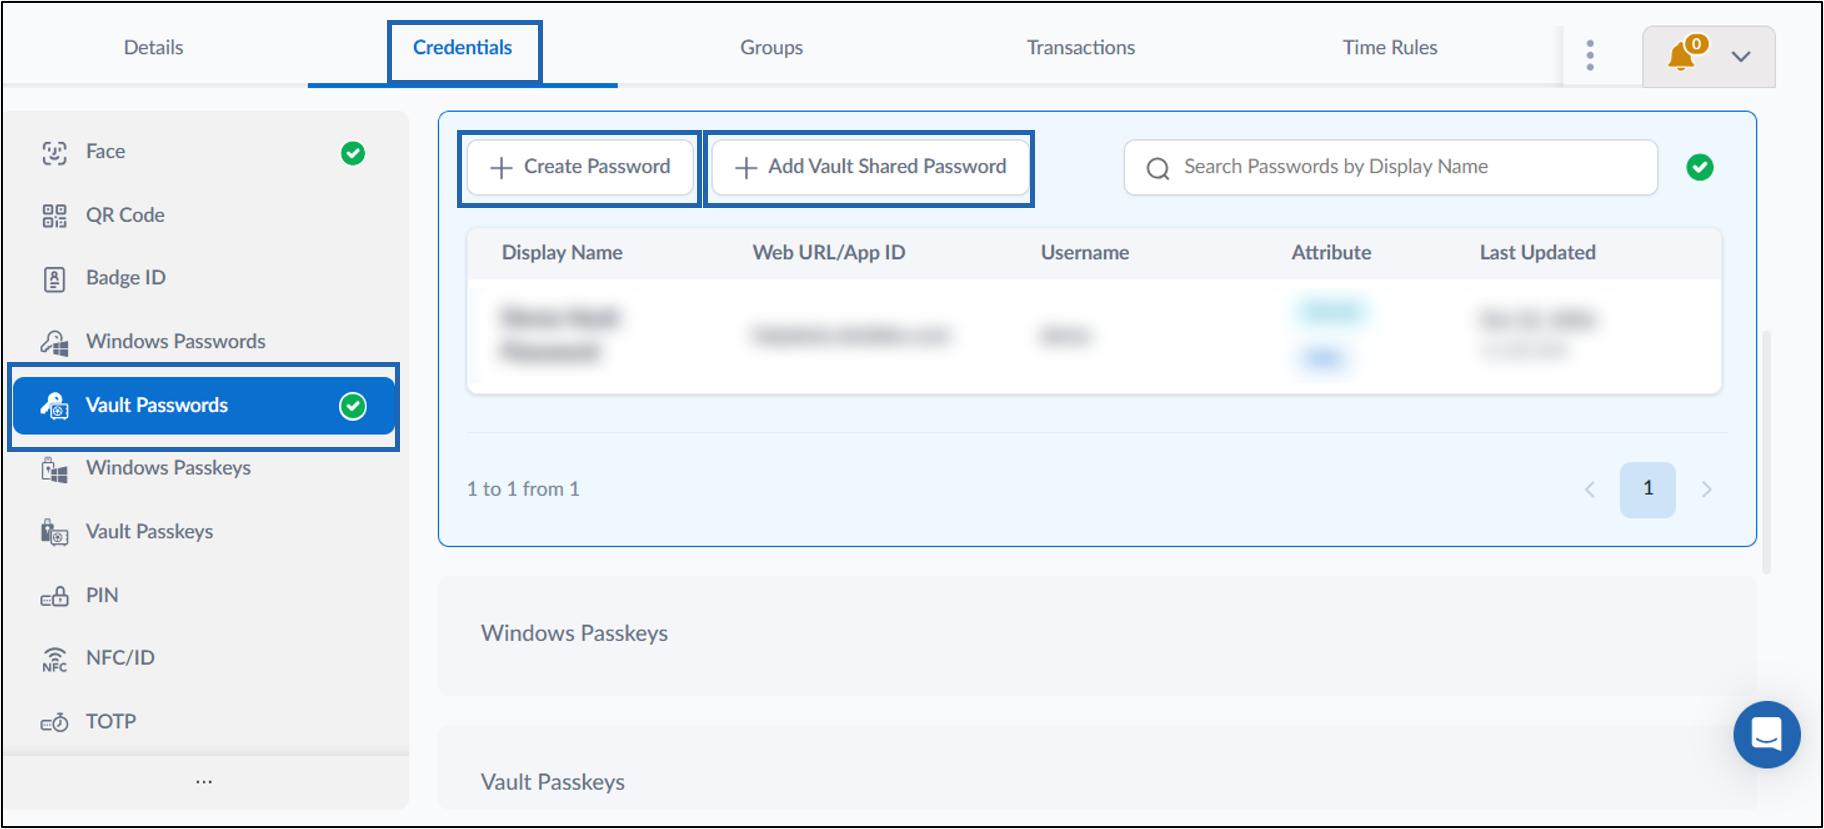 Details
Credentials
Groups
Transactions
Time Rules
0
Face
QR Code
Badge ID
Windows Passwords
Vault Passwords
Windows Passkeys
Vault Passkeys
PIN
NFC
NFC/ID
TOTP
...
Create Password
Add Vault Shared Password
Search Passwords by Display Name
Display Name
Web URL/App ID
Username
Attribute
Last Updated
1 to 1 from 1
1
Windows Passkeys
Vault Passkeys